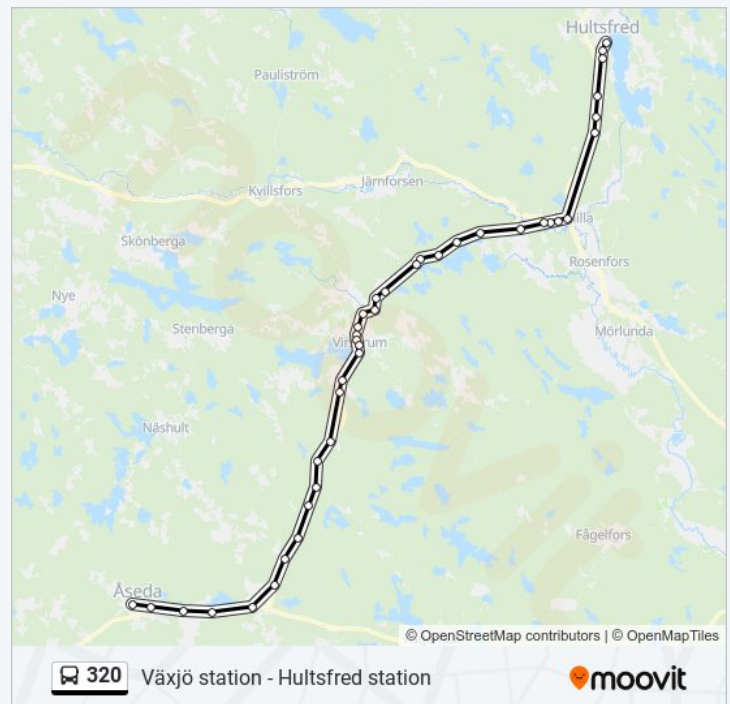 Hultsfred
Pauliström
Järnforsen
Kvillsfors
Skönberga
Rosenfors
Nye
Stenberga
Mörlunda
Näshult
Fågelfors
Åseda
© OpenStreetMap contributors | © OpenMapTiles
320 Växjö station - Hultsfred station moovit